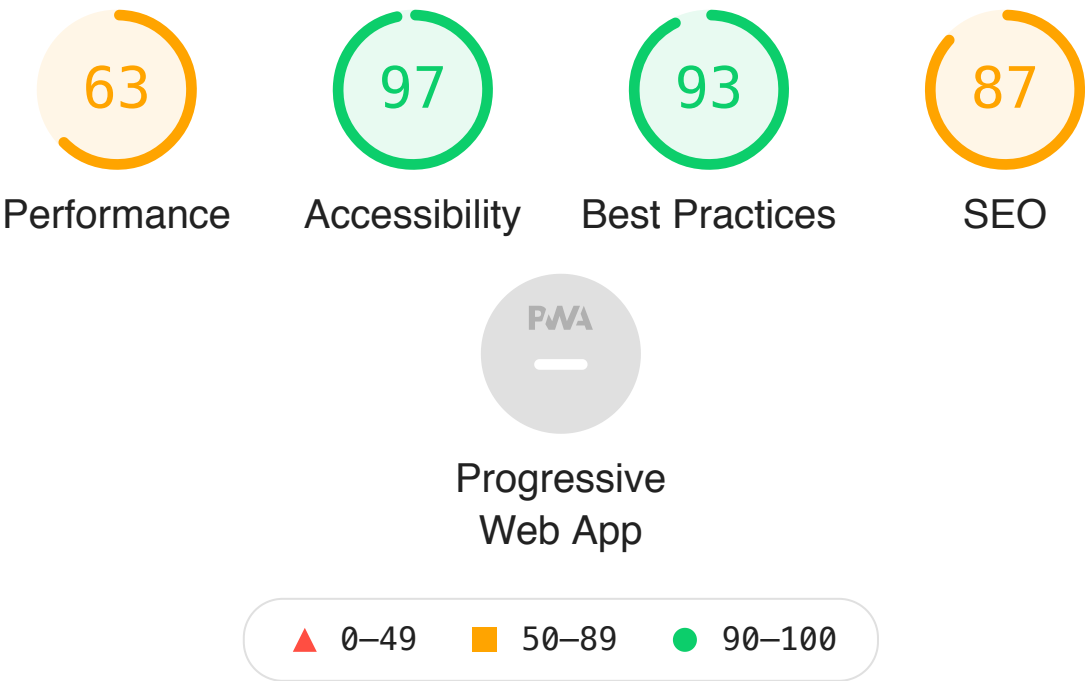 63 97 93 87
Performance Accessibility Best Practices SEO
PWA
Progressive
Web App
0–49 50–89 90–100